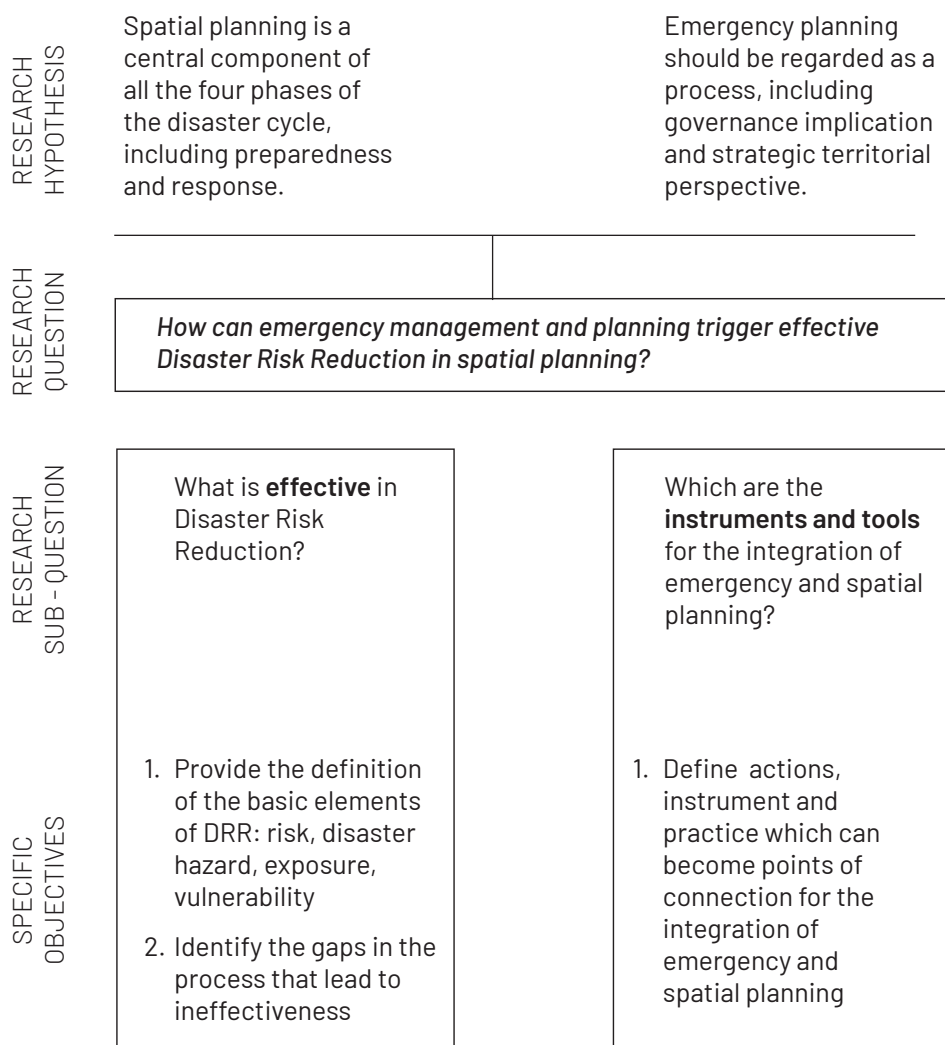 RESEARCH
HYPOTHESIS
Spatial planning is a
central component of
all the four phases of
the disaster cycle,
including preparedness
and response.
Emergency planning
should be regarded as a
process, including
governance implication
and strategic territorial
perspective.
RESEARCH
QUESTION
How can emergency management and planning trigger effective
Disaster Risk Reduction in spatial planning?
RESEARCH
SUB - QUESTION
What is effective in
Disaster Risk
Reduction?
Which are the
instruments and tools
for the integration of
emergency and spatial
planning?
SPECIFIC
OBJECTIVES
1. Provide the definition
of the basic elements
of DRR: risk, disaster
hazard, exposure,
vulnerability
2. Identify the gaps in the
process that lead to
ineffectiveness
1. Define actions,
instrument and
practice which can
become points of
connection for the
integration of
emergency and
spatial planning